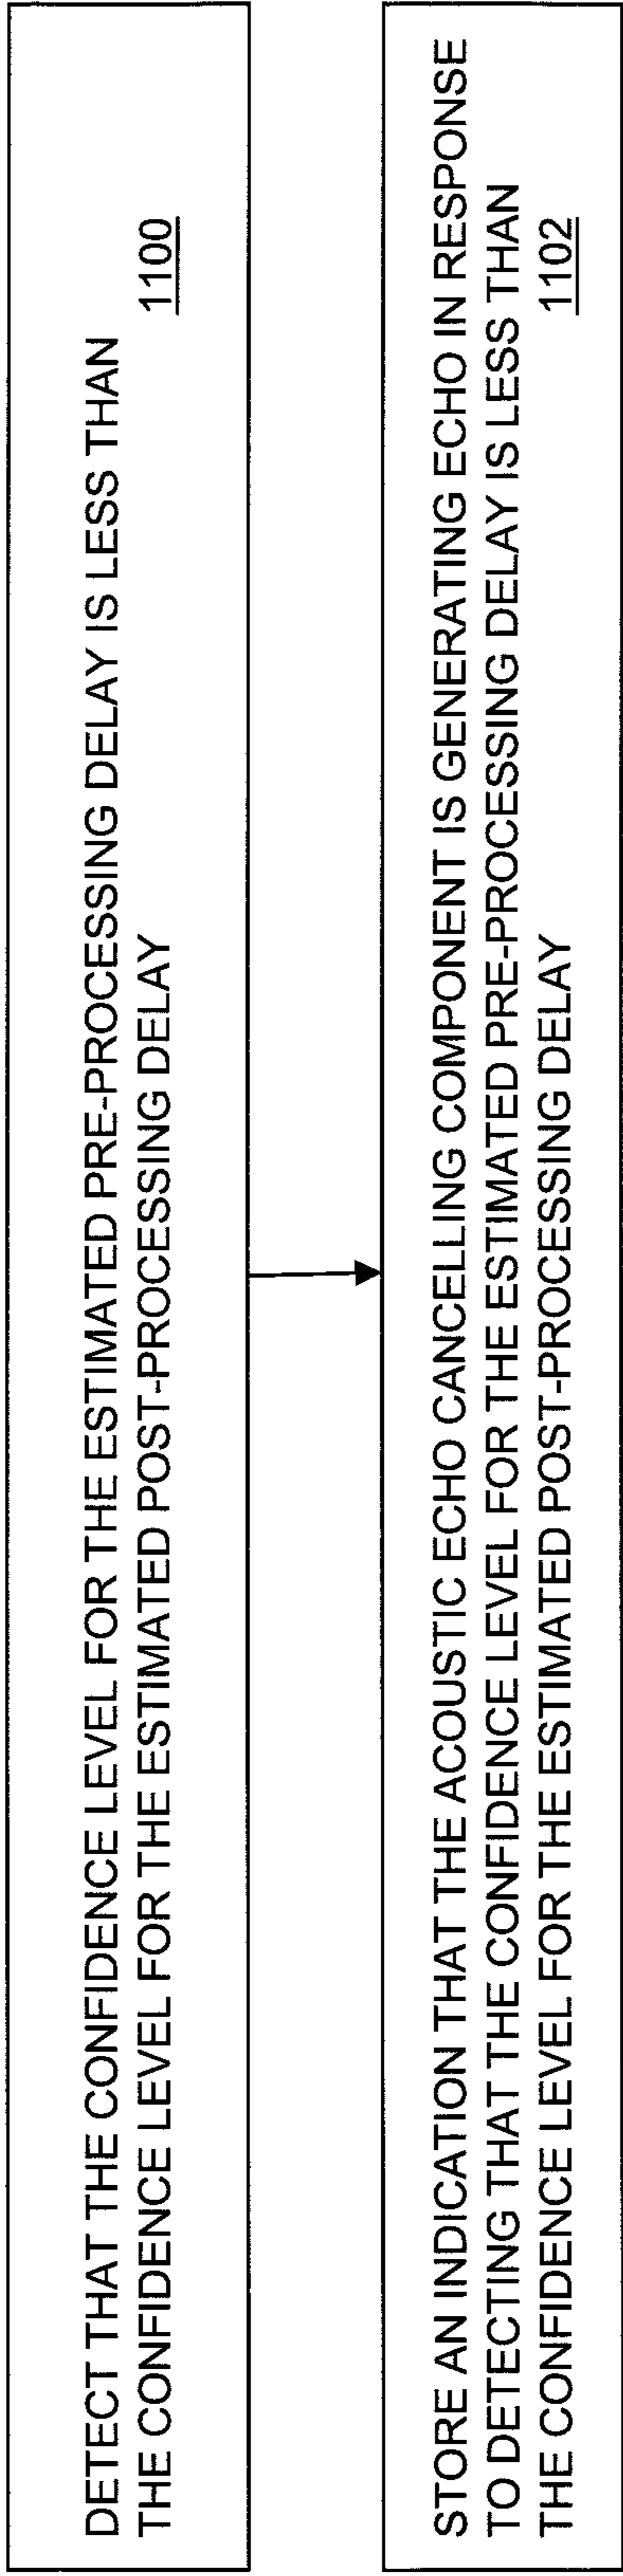 DETECT THAT THE CONFIDENCE LEVEL FOR THE ESTIMATED PRE-PROCESSING DELAY IS LESS THAN
THE CONFIDENCE LEVEL FOR THE ESTIMATED POST-PROCESSING DELAY
1100
STORE AN INDICATION THAT THE ACOUSTIC ECHO CANCELLING COMPONENT IS GENERATING ECHO IN RESPONSE
TO DETECTING THAT THE CONFIDENCE LEVEL FOR THE ESTIMATED PRE-PROCESSING DELAY IS LESS THAN
THE CONFIDENCE LEVEL FOR THE ESTIMATED POST-PROCESSING DELAY
1102